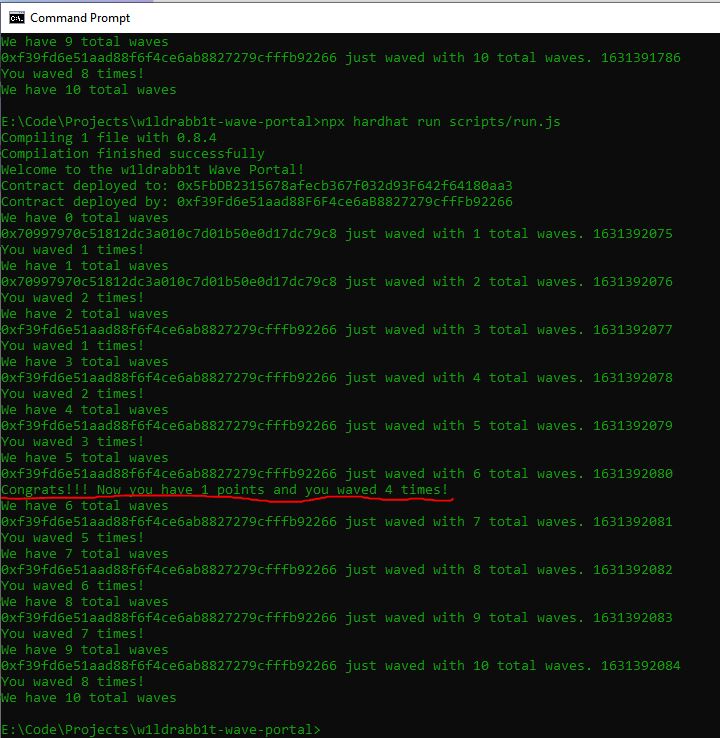 Command Prompt
We have 9 total waves
0xf39fd6e51aad88f6f4ce6ab8827279cfffb92266 just waved with 10 total waves. 1631391786
You waved 8 times!
We have 10 total waves
E:\Code\Projects\w1ldrabb1t-wave-portal>npx hardhat run scripts/run.js
Compiling 1 file with 0.8.4
Compilation finished successfully
Welcome to the w1ldrabb1t Wave Portal!
Contract deployed to: 0x5FbDB2315678afecb367f032d93F642f64180aa3
Contract deployed by: 0xf39Fd6e51aad88F6F4ce6aB8827279cffFb92266
We have 0 total waves
0x70997970c51812dc3a010c7d01b50e0d17dc79c8 just waved with 1 total waves. 1631392075
You waved 1 times!
We have 1 total waves
0x70997970c51812dc3a010c7d01b50e0d17dc79c8 just waved with 2 total waves. 1631392076
You waved 2 times!
We have 2 total waves
0xf39fd6e51aad88f6f4ce6ab8827279cfffb92266 just waved with 3 total waves. 1631392077
You waved 1 times!
We have 3 total waves
0xf39fd6e51aad88f6f4ce6ab8827279cfffb92266 just waved with 4 total waves. 1631392078
You waved 2 times!
We have 4 total waves
0xf39fd6e51aad88f6f4ce6ab8827279cfffb92266 just waved with 5 total waves. 1631392079
You waved 3 times!
We have 5 total waves
0xf39fd6e51aad88f6f4ce6ab8827279cfffb92266 just waved with 6 total waves. 1631392080
Congrats!!! Now you have 1 points and you waved 4 times!
We have 6 total waves
0xf39fd6e51aad88f6f4ce6ab8827279cfffb92266 just waved with 7 total waves. 1631392081
You waved 5 times!
We have 7 total waves
0xf39fd6e51aad88f6f4ce6ab8827279cfffb92266 just waved with 8 total waves. 1631392082
You waved 6 times!
We have 8 total waves
0xf39fd6e51aad88f6f4ce6ab8827279cfffb92266 just waved with 9 total waves. 1631392083
You waved 7 times!
We have 9 total waves
0xf39fd6e51aad88f6f4ce6ab8827279cfffb92266 just waved with 10 total waves. 1631392084
You waved 8 times!
We have 10 total waves
E:\Code\Projects\w1ldrabb1t-wave-portal>